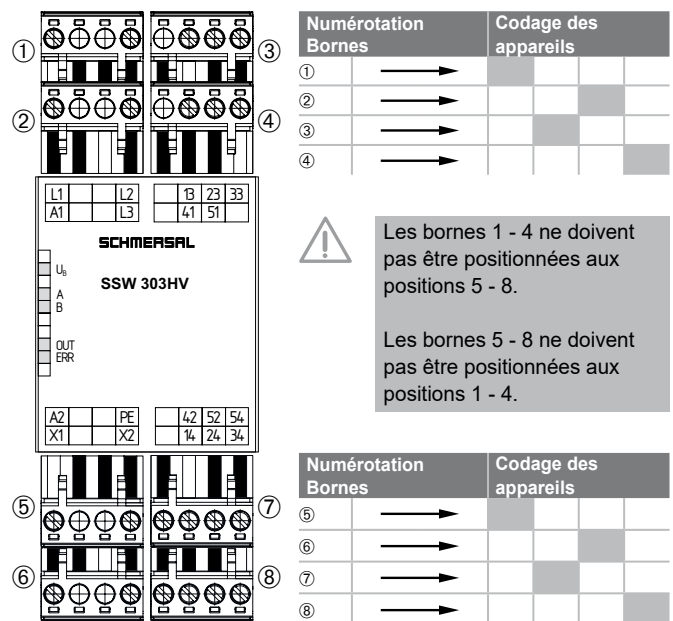 ① ③
② ④
L1 L2 13 23 33
A1 L3 41 51
SCHMERSAL
SSW 303HV
UB
A
B
OUT
ERR
A2 PE 42 52 54
X1 X2 14 24 34
⑤ ⑦
⑥ ⑧
Numérotation Bornes
Codage des appareils
①
②
③
④
Les bornes 1 - 4 ne doivent
pas être positionnées aux
positions 5 - 8.
Les bornes 5 - 8 ne doivent
pas être positionnées aux
positions 1 - 4.
Numérotation Bornes
Codage des appareils
⑤
⑥
⑦
⑧